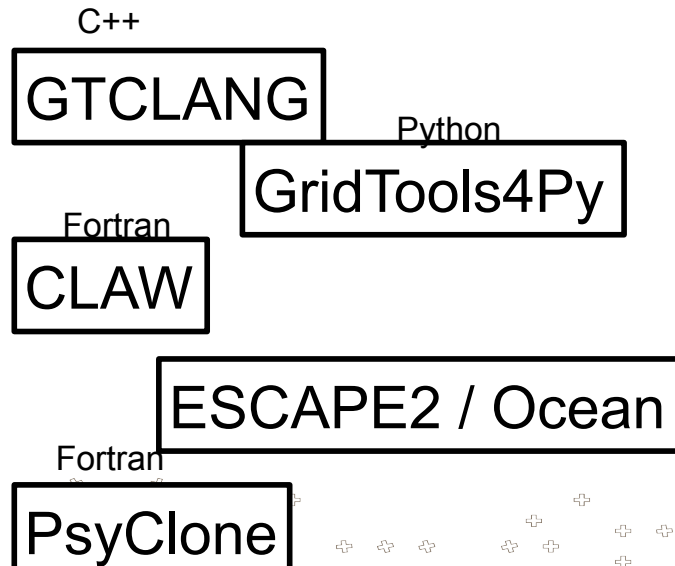 C++
GTCLANG
Python
GridTools4Py
Fortran
CLAW
ESCAPE2 / Ocean
Fortran
PsyClone